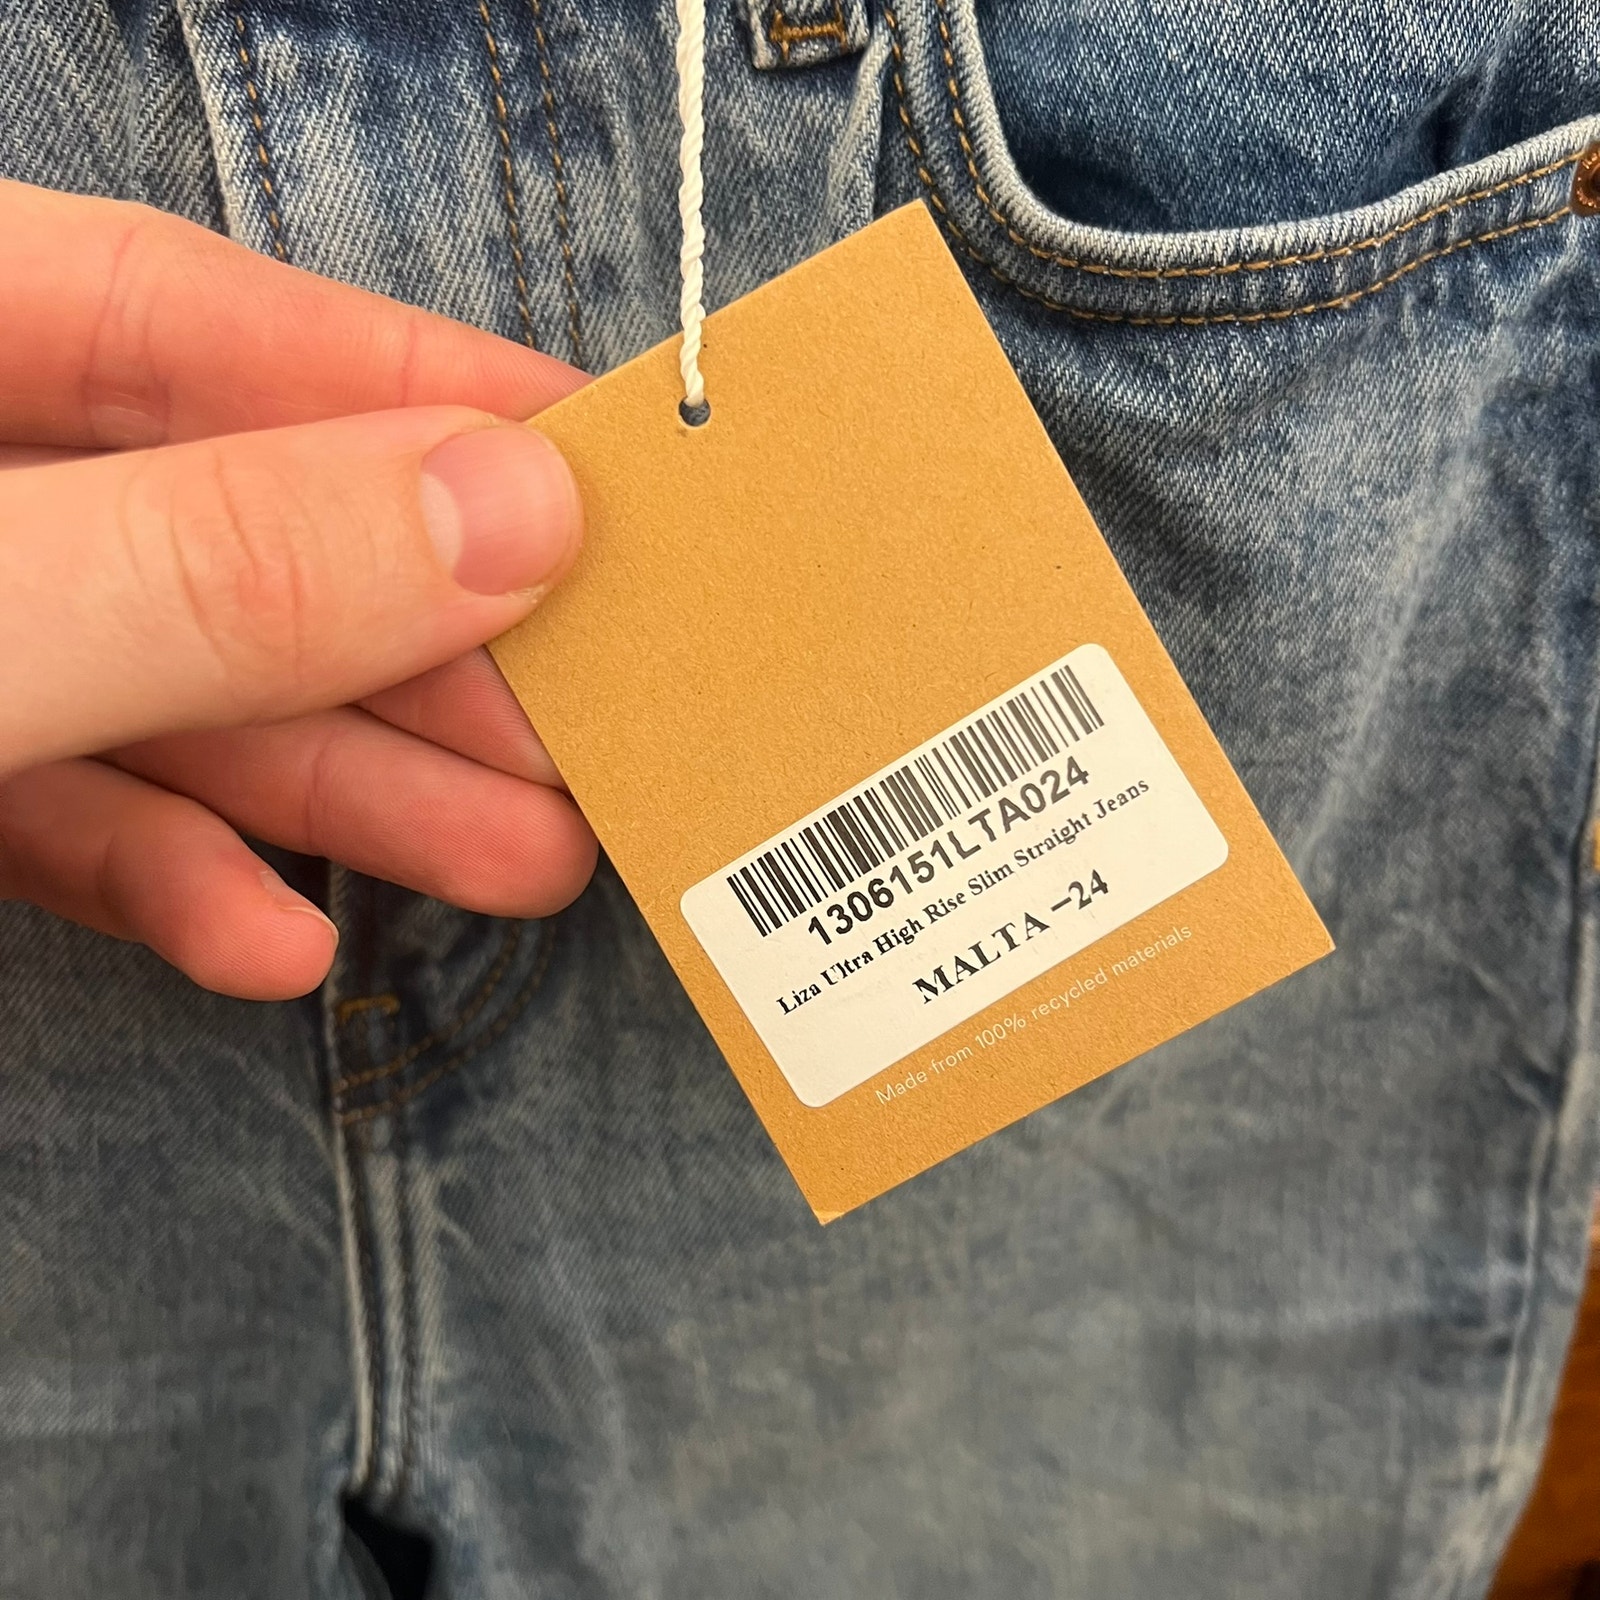 1306151LTA024
Liza Ultra High Rise Slim Straight Jeans
MALTA -24
Made from 100% recycled materials